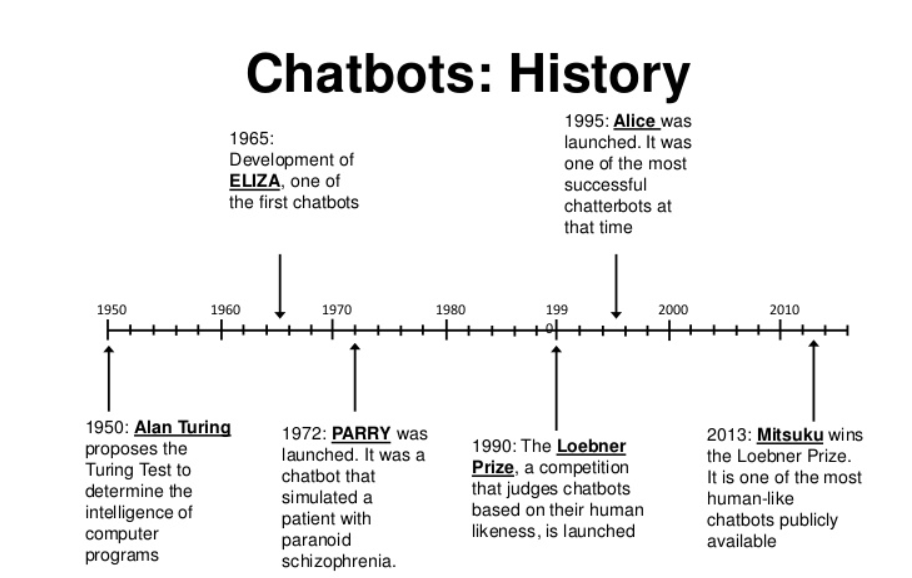 Chatbots: History
1965:
Development of
ELIZA, one of
the first chatbots
1995: Alice was
launched. It was
one of the most
successful
chatterbots at
that time
1950
1960
1970
1980
199
0
2000
2010
1950: Alan Turing
proposes the
Turing Test to
determine the
intelligence of
computer
programs
1972: PARRY was
launched. It was a
chatbot that
simulated a
patient with
paranoid
schizophrenia.
1990: The Loebner
Prize, a competition
that judges chatbots
based on their human
likeness, is launched
2013: Mitsuku wins
the Loebner Prize.
It is one of the most
human-like
chatbots publicly
available